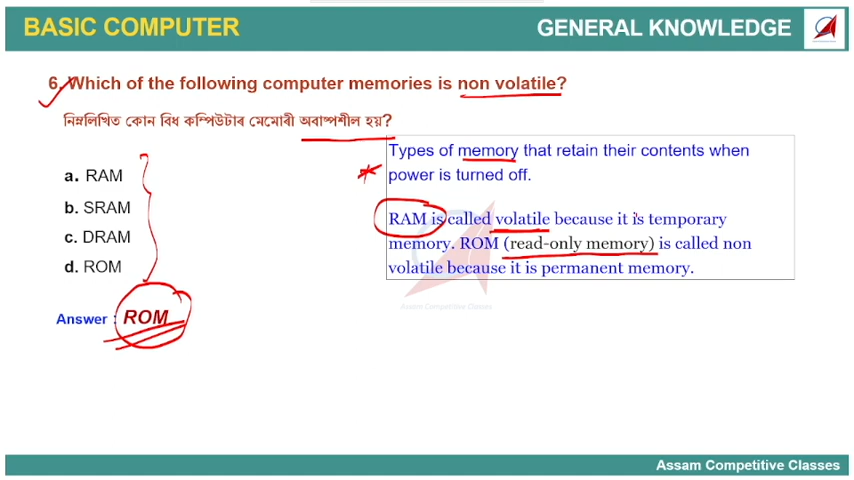 BASIC COMPUTER
GENERAL KNOWLEDGE
6. Which of the following computer memories is non volatile?
নিম্নলিখিত কোন বিধ কম্পিউটাৰ মেমোৰী অবাষ্পশীল হয়?
a. RAM
b. SRAM
c. DRAM
d. ROM
Answer : ROM
Types of memory that retain their contents when
power is turned off.
RAM is called volatile because it is temporary
memory. ROM (read-only memory) is called non
volatile because it is permanent memory.
Assam Competitive Classes
Assam Competitive Classes